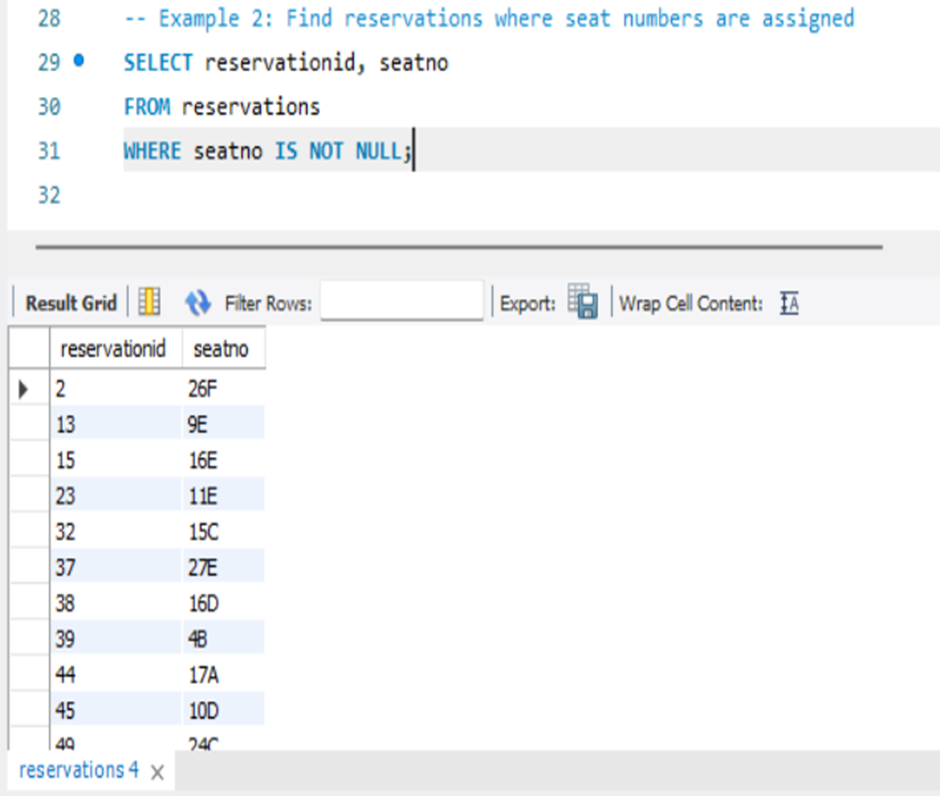 28 -- Example 2: Find reservations where seat numbers are assigned
29 SELECT reservationid, seatno
30 FROM reservations
31 WHERE seatno IS NOT NULL;
32
Result Grid Filter Rows: Export: Wrap Cell Content: IA
reservationid seatno
2 26F
13 9E
15 16E
23 11E
32 15C
37 27E
38 16D
39 4B
44 17A
45 10D
49 24C
reservations 4 ×